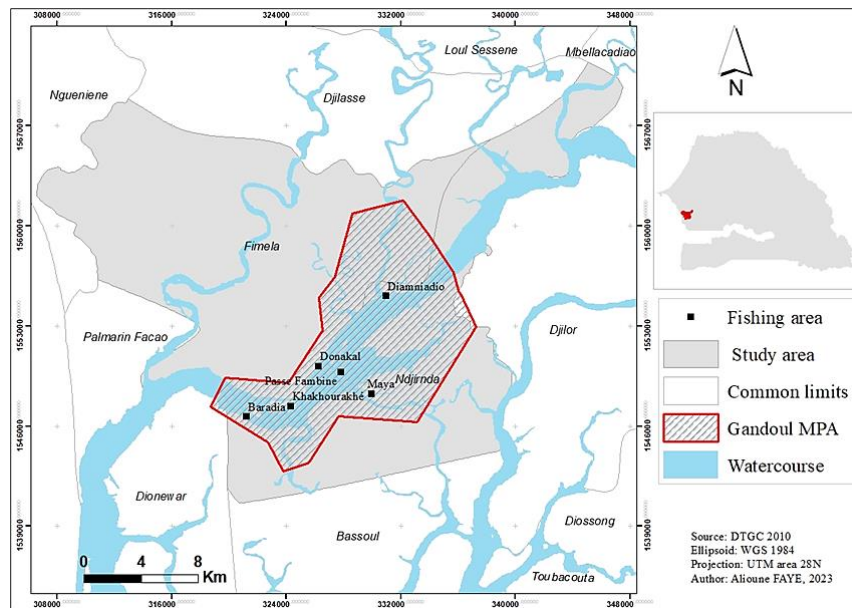 308000 316000 324000 332000 340000 348000
Loul Sessene
Mbellacadiao
Ngueniene
Djilasse
N
1567000
1567000
1560000
1560000
Fimela
Diamniadio
1553000
1553000
Palmarin Facao
Djilor
Donakal
Passe Fambine
Maya
Ndjirnda
Khakhourakhé
Baradia
1546000
1546000
Dionewar
Bassoul
Diossong
1539000
1539000
Toubacouta
0 4 8
Km
308000 316000 324000 332000 340000 348000
Fishing area
Study area
Common limits
Gandoul MPA
Watercourse
Source: DTGC 2010
Ellipsoid: WGS 1984
Projection: UTM area 28N
Author: Alioune FAYE, 2023